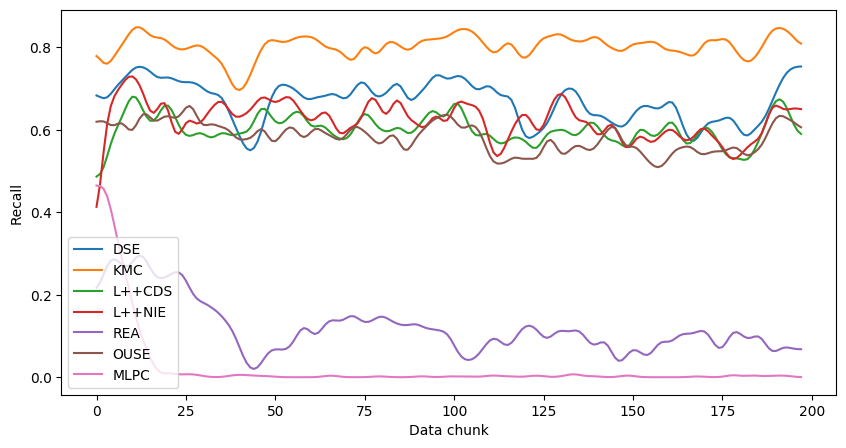 0.8
0.6
0.4
0.2
0.0
Recall
DSE
KMC
L++CDS
L++NIE
REA
OUSE
MLPC
0 25 50 75 100 125 150 175 200
Data chunk